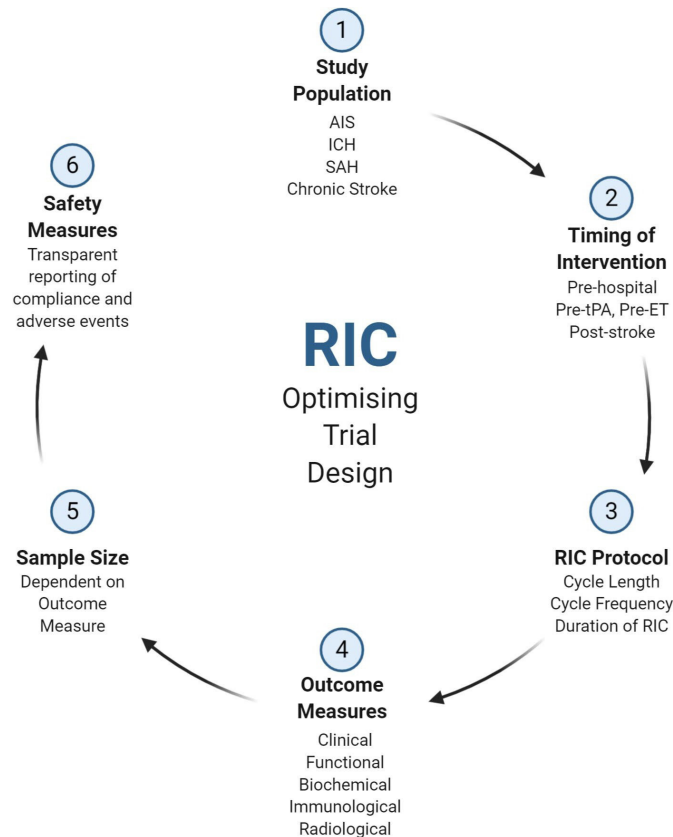 1
Study
Population
AIS
ICH
SAH
Chronic Stroke
2
Timing of
Intervention
Pre-hospital
Pre-tPA, Pre-ET
Post-stroke
3
RIC Protocol
Cycle Length
Cycle Frequency
Duration of RIC
4
Outcome
Measures
Clinical
Functional
Biochemical
Immunological
Radiological
5
Sample Size
Dependent on
Outcome
Measure
6
Safety
Measures
Transparent
reporting of
compliance and
adverse events
RIC
Optimising
Trial
Design